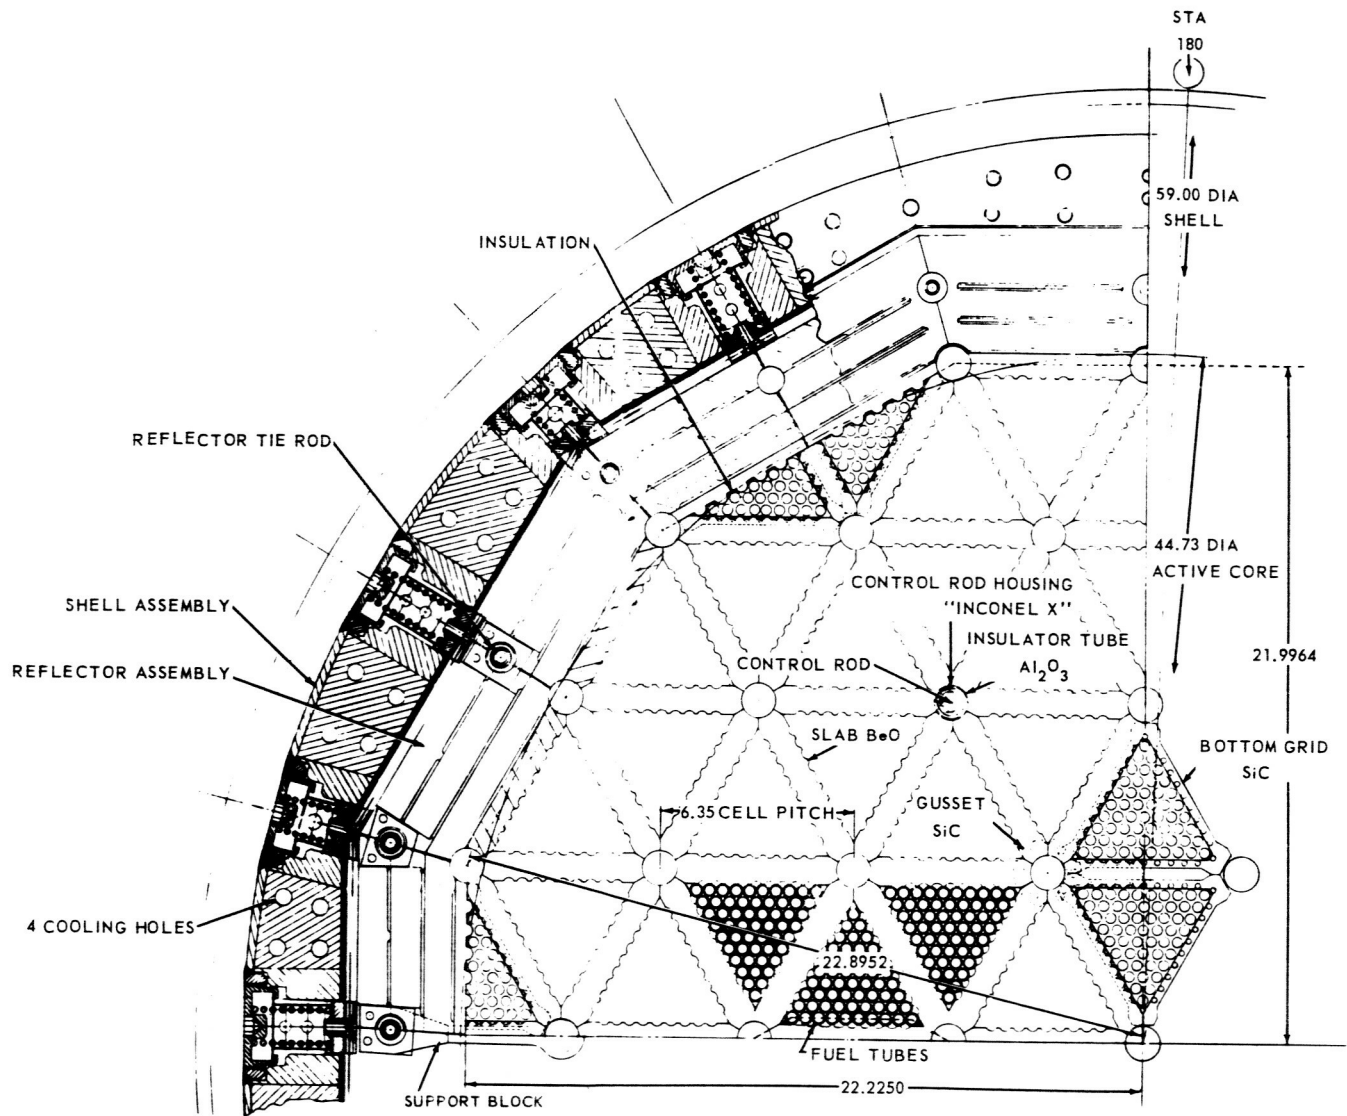 STA
180
59.00 DIA
SHELL
INSULATION
REFLECTOR TIE ROD
44.73 DIA
ACTIVE CORE
CONTROL ROD HOUSING
"INCONEL X"
SHELL ASSEMBLY
INSULATOR TUBE
Al2O3
21.9964
CONTROL ROD
REFLECTOR ASSEMBLY
SLAB BeO
BOTTOM GRID
SiC
6.35 CELL PITCH
GUSSET
SiC
4 COOLING HOLES
22.8952
FUEL TUBES
22.2250
SUPPORT BLOCK